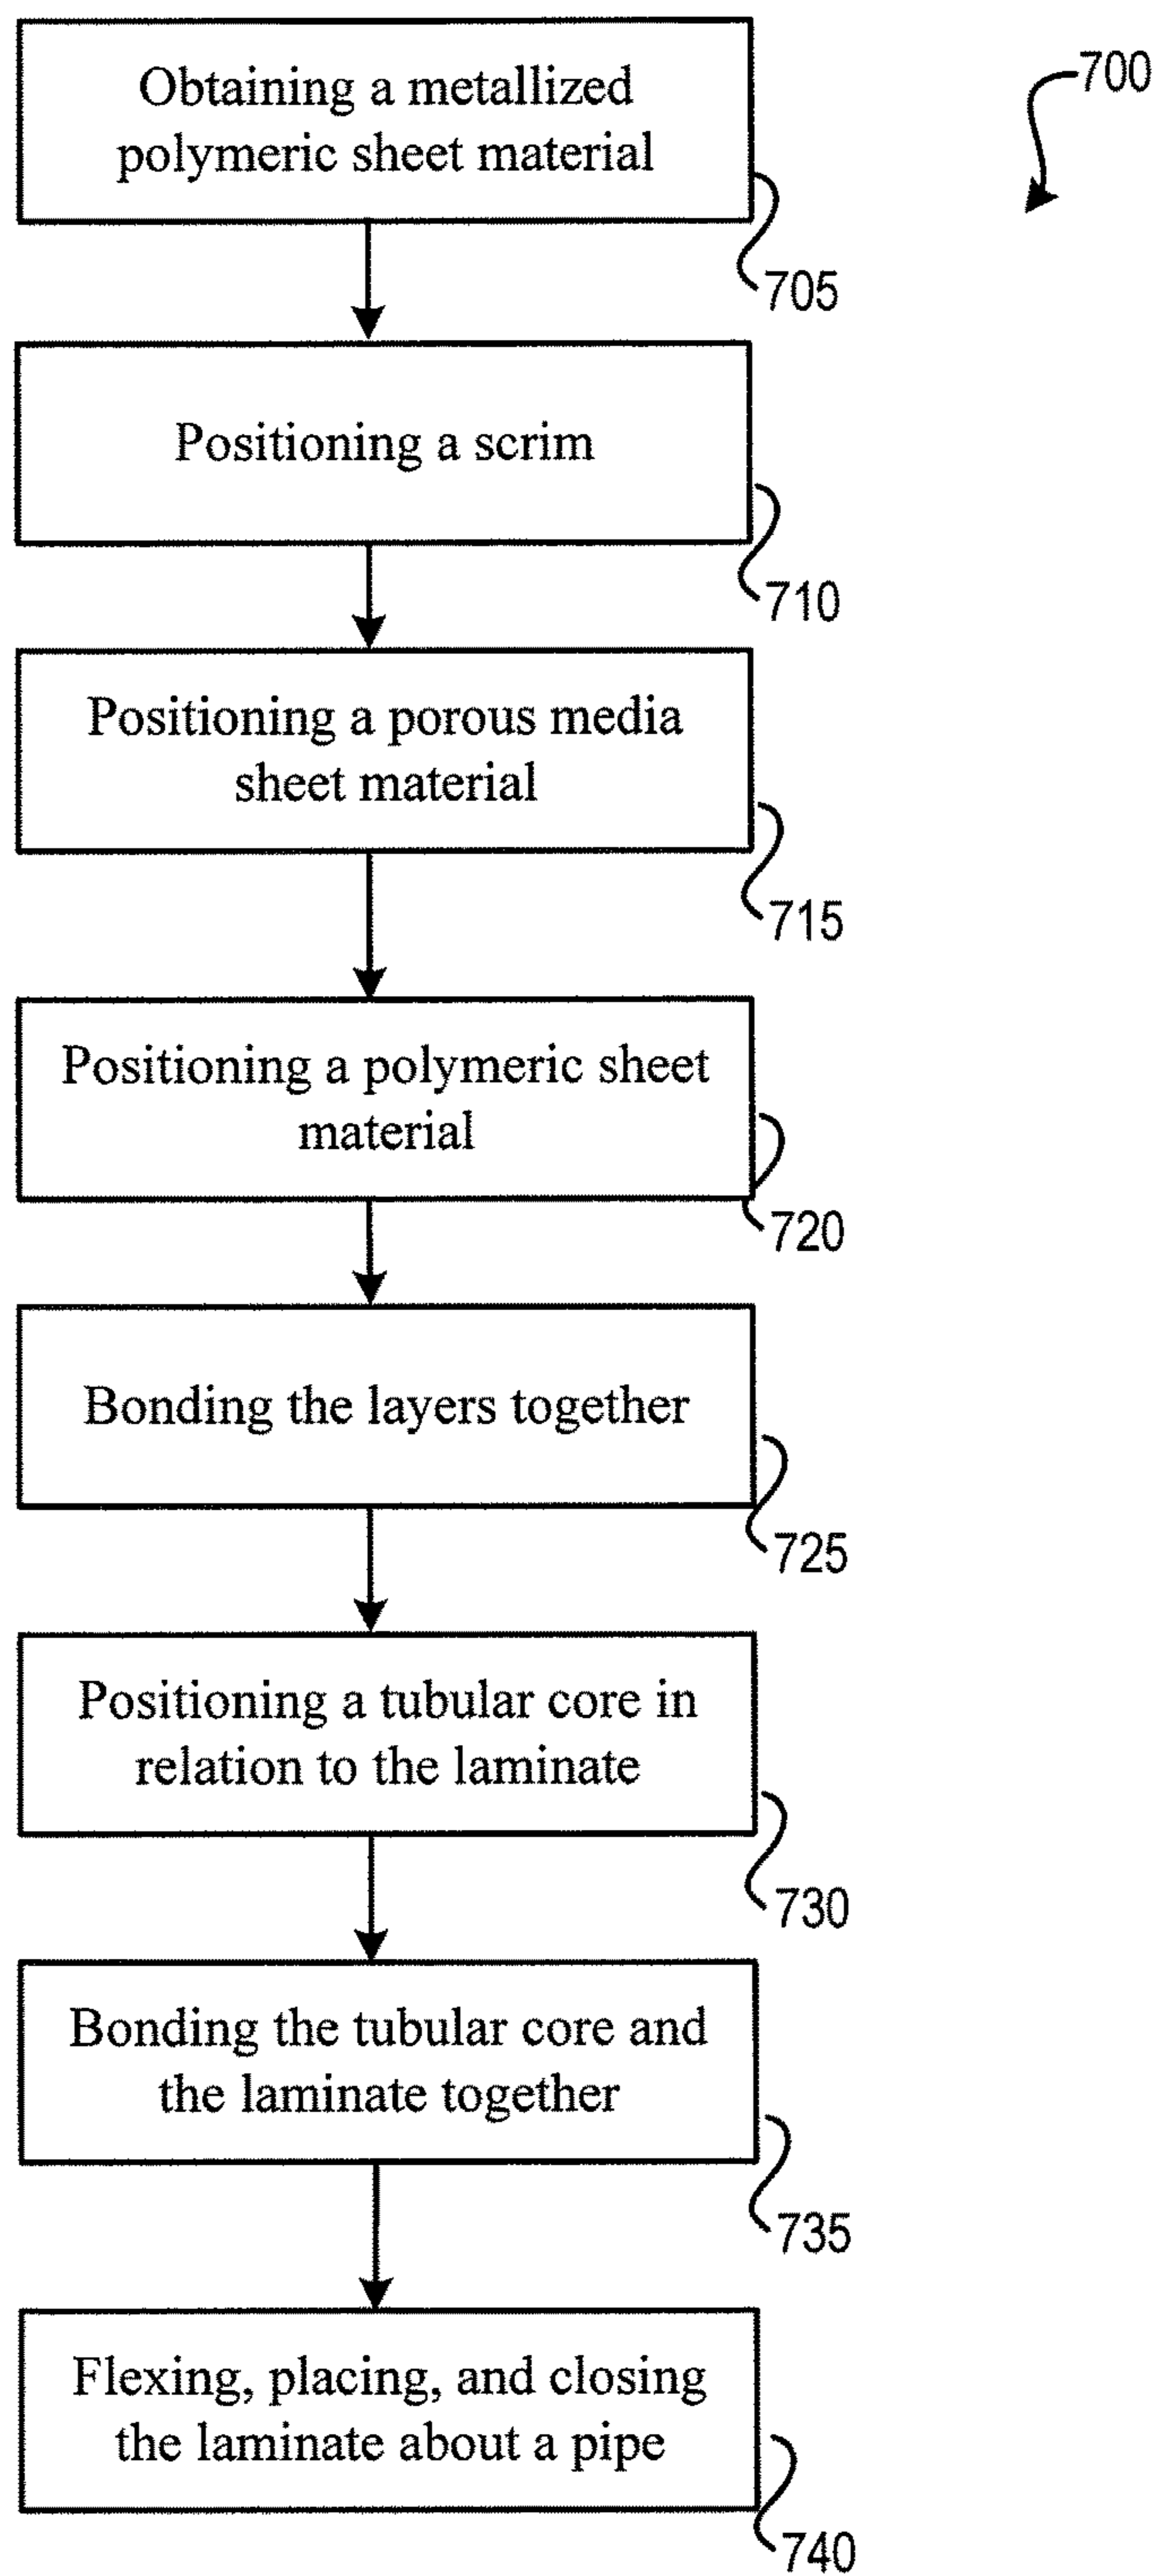 Obtaining a metallized
polymeric sheet material
700
705
Positioning a scrim
710
Positioning a porous media
sheet material
715
Positioning a polymeric sheet
material
720
Bonding the layers together
725
Positioning a tubular core in
relation to the laminate
730
Bonding the tubular core and
the laminate together
735
Flexing, placing, and closing
the laminate about a pipe
740